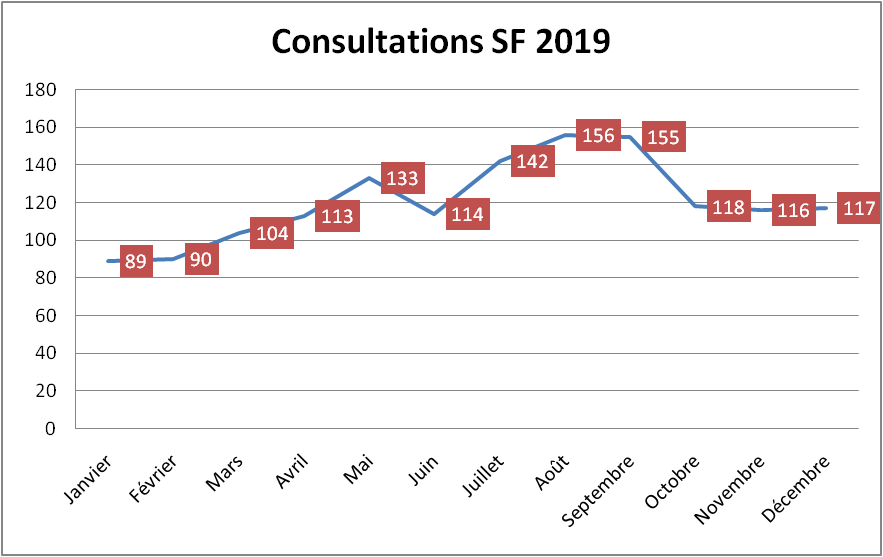 Consultations SF 2019
180
160
140
120
100
80
60
40
20
0
89
90
104
113
133
114
142
156
155
118
116
117
Janvier
Février
Mars
Avril
Mai
Juin
Juillet
Août
Septembre
Octobre
Novembre
Décembre